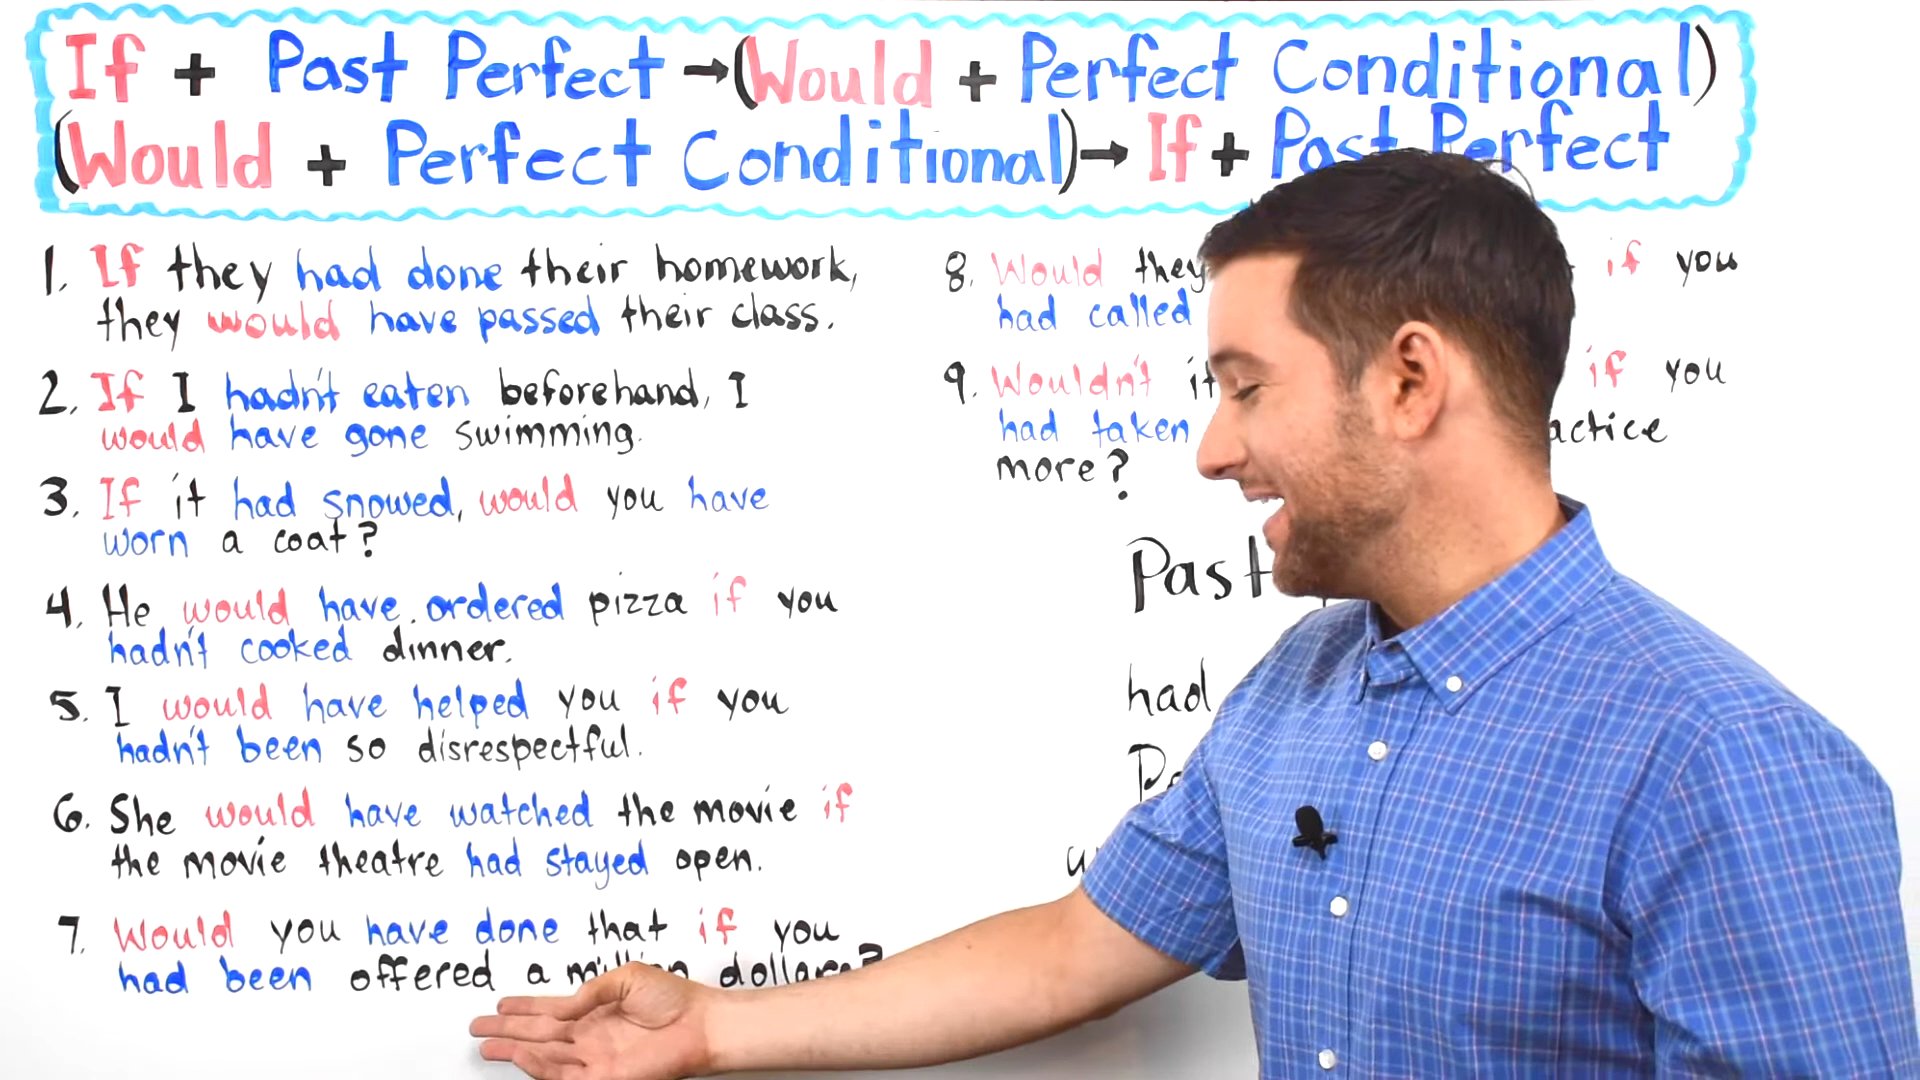 If + Past Perfect → (Would + Perfect Conditional)
(Would + Perfect Conditional) → If + Past Perfect
1. If they had done their homework,
they would have passed their class.
2. If I hadn't eaten beforehand, I
would have gone swimming.
3. If it had snowed, would you have
worn a coat?
4. He would have ordered pizza if you
hadn't cooked dinner.
5. I would have helped you if you
hadn't been so disrespectful.
6. She would have watched the movie if
the movie theatre had stayed open.
7. Would you have done that if you
had been offered a million dollars?
8. Would they if you
had called
9. Wouldn't if you
had taken
more?
Past
had